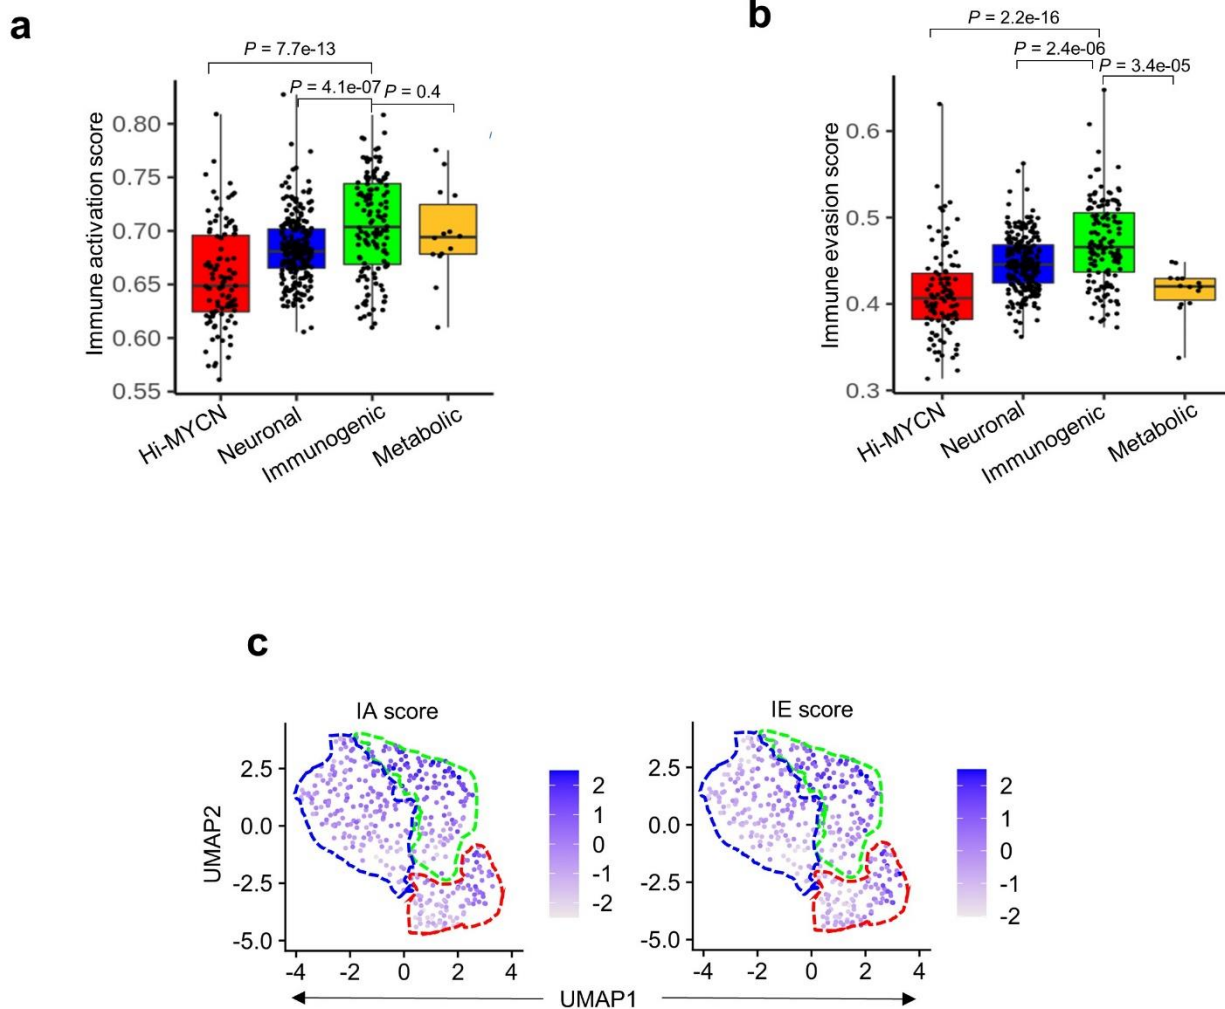 a
P = 7.7e-13
P = 4.1e-07
P = 0.4
Immune activation score
0.80
0.75
0.70
0.65
0.60
0.55
Hi-MYCN
Neuronal
Immunogenic
Metabolic
b
P = 2.2e-16
P = 2.4e-06
P = 3.4e-05
Immune evasion score
0.6
0.5
0.4
0.3
Hi-MYCN
Neuronal
Immunogenic
Metabolic
c
IA score
UMAP2
2.5
0.0
-2.5
-5.0
-4 -2 0 2 4
2
1
0
-1
-2
IE score
2.5
0.0
-2.5
-5.0
-4 -2 0 2 4
2
1
0
-1
-2
UMAP1